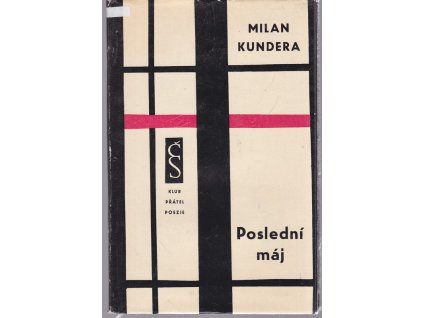 MILAN
KUNDERA
ČS
KLUB
PŘÁTEL
POEZIE
Poslední
máj